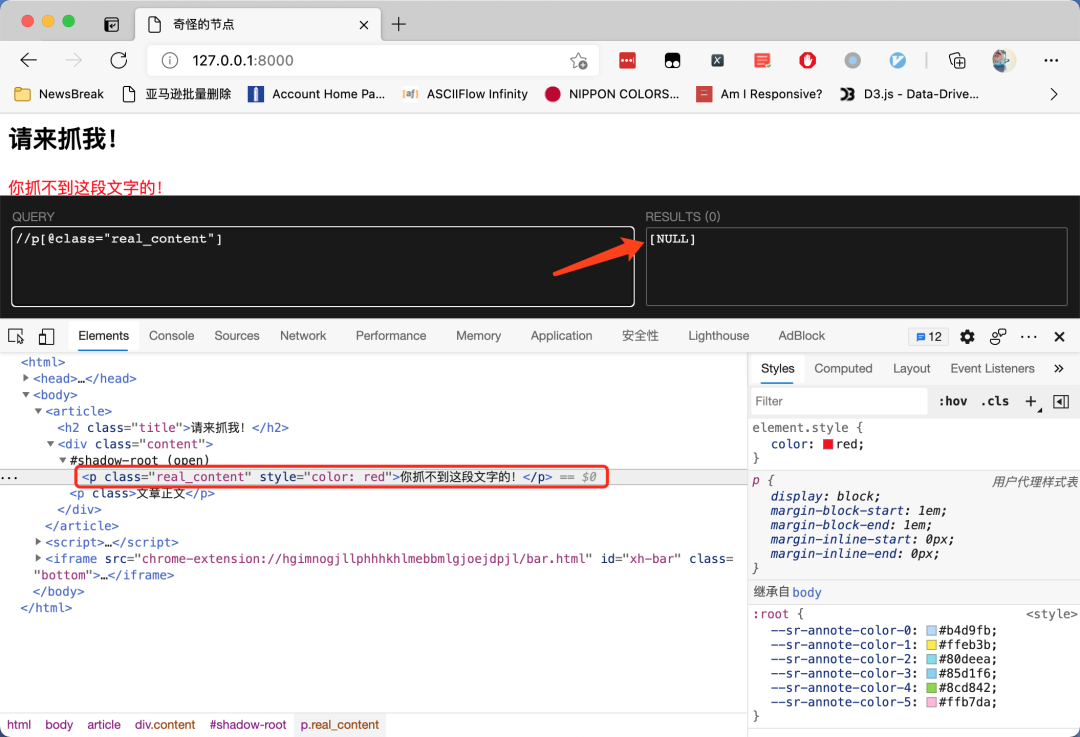 奇怪的节点
127.0.0.1:8000
NewsBreak 亚马逊批量删除 Account Home Pa... ASCIIFlow Infinity NIPPON COLORS... Am I Responsive? D3.js - Data-Drive...
请来抓我！
你抓不到这段文字的！
QUERY RESULTS (0)
//p[@class="real_content"] [NULL]
Elements Console Sources Network Performance Memory Application 安全性 Lighthouse AdBlock 12
<html>
<head>…</head>
<body>
<article>
<h2 class="title">请来抓我！</h2>
<div class="content">
#shadow-root (open)
<p class="real_content" style="color: red">你抓不到这段文字的！</p> == $0
<p class>文章正文</p>
</div>
</article>
<script>…</script>
<iframe src="chrome-extension://hgimnogjllphhhkhlmebbmlgjoejdpjl/bar.html" id="xh-bar" class=
"bottom">…</iframe>
</body>
</html>
html body article div.content #shadow-root p.real_content
Styles Computed Layout Event Listeners
Filter :hov .cls
element.style {
color: red;
}
p { 用户代理样式表
display: block;
margin-block-start: 1em;
margin-block-end: 1em;
margin-inline-start: 0px;
margin-inline-end: 0px;
}
继承自 body
:root { <style>
--sr-annote-color-0: #b4d9fb;
--sr-annote-color-1: #ffeb3b;
--sr-annote-color-2: #80deea;
--sr-annote-color-3: #85d1f6;
--sr-annote-color-4: #8cd842;
--sr-annote-color-5: #ffb7da;
}